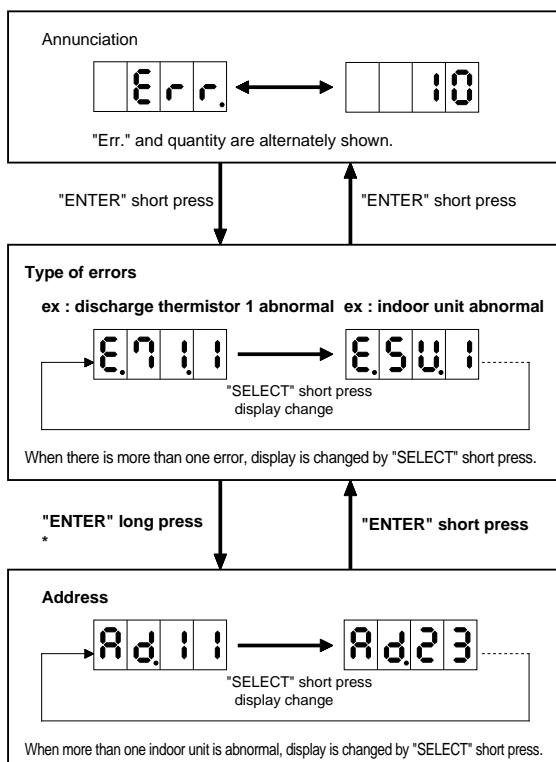 Annunciation
Err. 10
"Err." and quantity are alternately shown.
"ENTER" short press "ENTER" short press
Type of errors
ex : discharge thermistor 1 abnormal ex : indoor unit abnormal
E.71.1 E.5U.1
"SELECT" short press
display change
When there is more than one error, display is changed by "SELECT" short press.
"ENTER" long press "ENTER" short press
*
Address
Ad.11 Ad.23
"SELECT" short press
display change
When more than one indoor unit is abnormal, display is changed by "SELECT" short press.